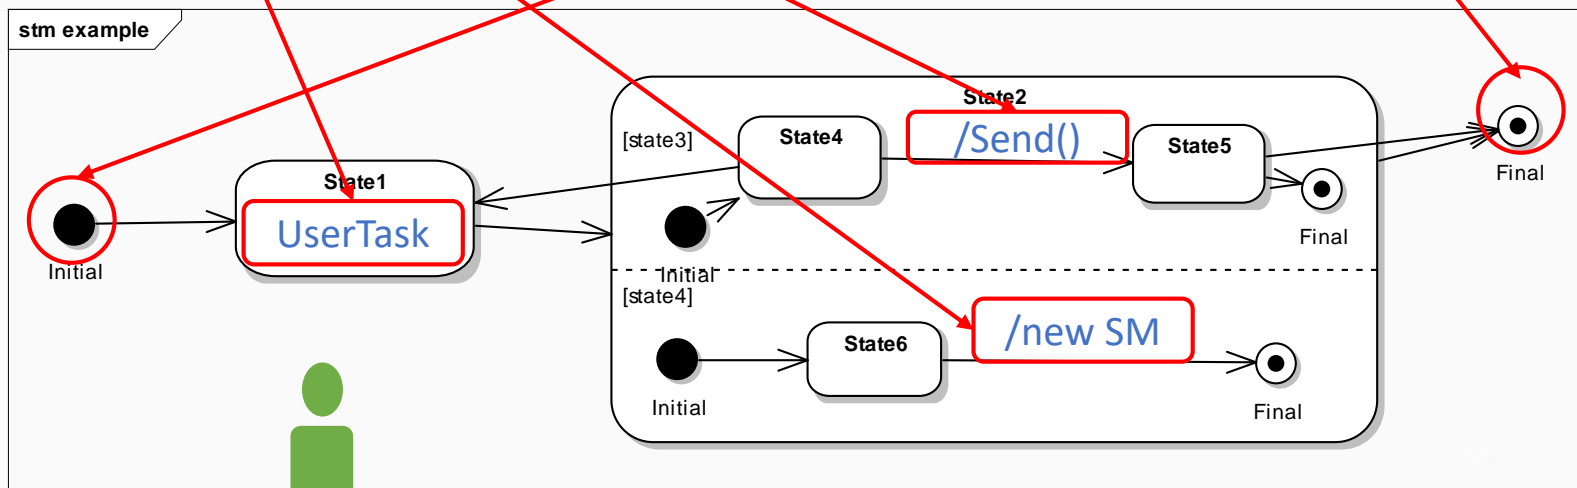 stm example
State2
[state3]
State4
/Send()
State5
Final
State1
UserTask
Initial
Initial
Final
[state4]
/new SM
State6
Initial
Final